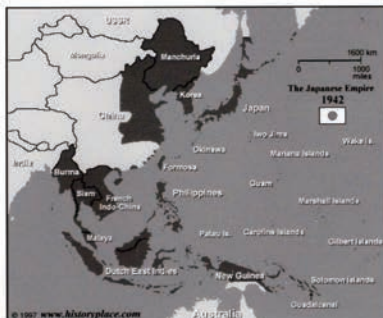 USSR
Mongolia
Manchuria
1600 km
1000
miles
The Japanese Empire
1942
Korea
Japan
China
Iwo Jima
Wake Is.
Okinawa
Mariana Islands
India
Burma
Formosa
Siam
French
Indo-China
Philippines
Guam
Marshall Islands
Malaya
Palau Is.
Caroline Islands
Gilbert Islands
Dutch East Indies
New Guinea
Solomon Islands
Guadalcanal
Australia
© 1997 www.historyplace.com